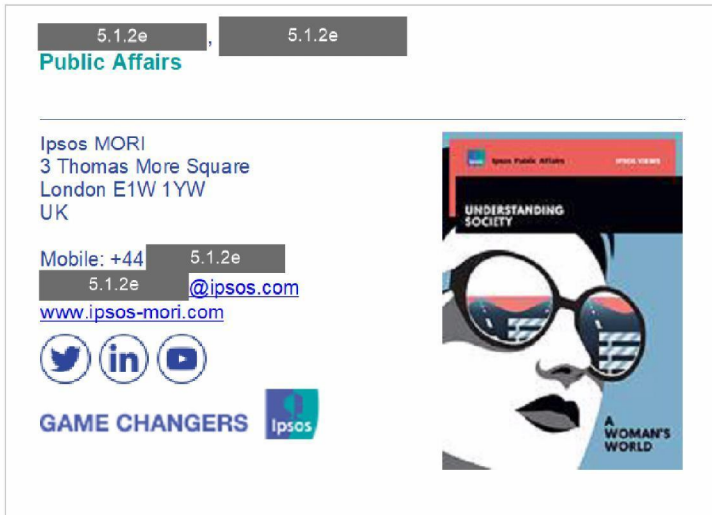 5.1.2e , 5.1.2e
Public Affairs
Ipsos MORI
3 Thomas More Square
London E1W 1YW
UK
Mobile: +44 5.1.2e
5.1.2e @ipsos.com
www.ipsos-mori.com
in
GAME CHANGERS Ipsos
Ipsos Public Affairs IPSOS VIEWS
UNDERSTANDING
SOCIETY
A
WOMAN'S
WORLD